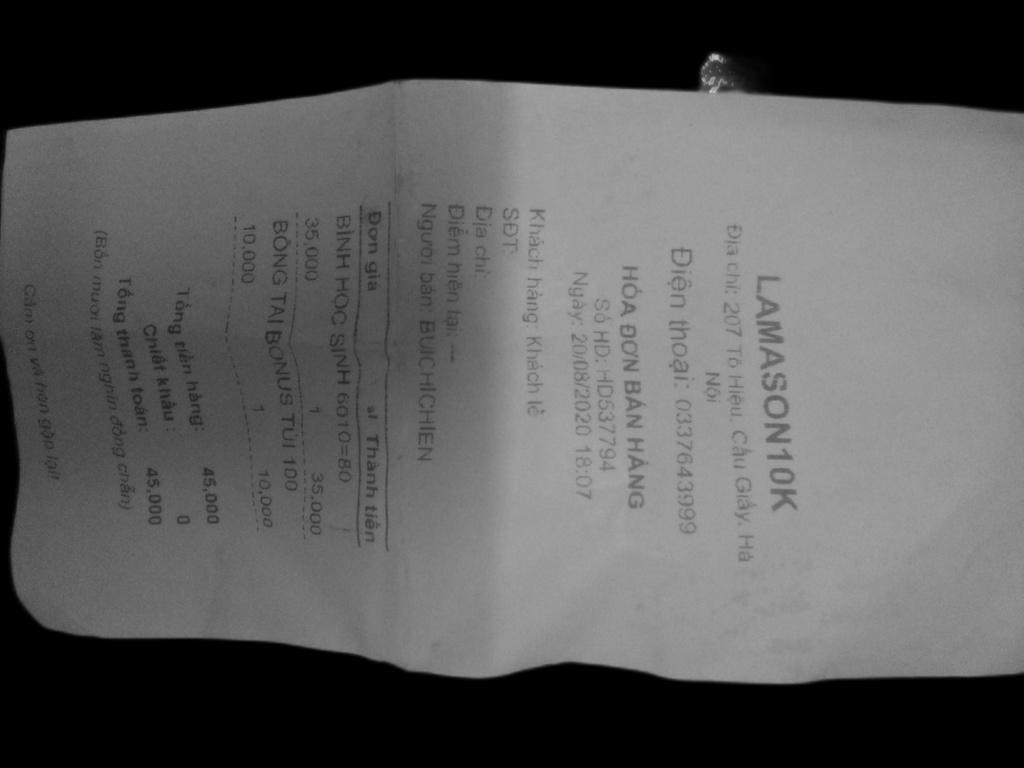 LAMASON10K
Địa chỉ: 207 Tô Hiệu, Cầu Giấy, Hà
Nội
Điện thoại: 0337643999
HÓA ĐƠN BÁN HÀNG
Số HD: HD537794
Ngày: 20/08/2020 18:07
Khách hàng: Khách lẻ
SĐT:
Địa chỉ:
Điểm hiện tại: ---
Người bán: BUICHICHIEN
Đơn giá sl Thành tiền
BÌNH HỌC SINH 6010=80
35,000 1 35,000
BÔNG TAI BONUS TÚI 100
10,000 1 10,000
Tổng tiền hàng: 45,000
Chiết khấu : 0
Tổng thanh toán: 45,000
(Bốn mươi lăm nghìn đồng chẵn)
Cảm ơn và hẹn gặp lại!